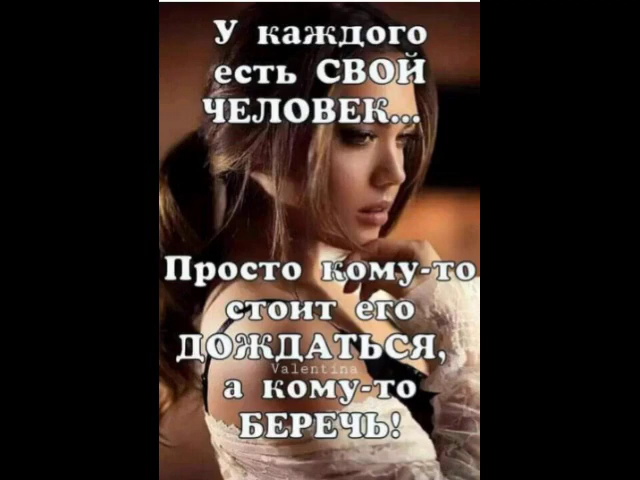 У каждого
есть СВОЙ
ЧЕЛОВЕК...
Просто кому-то
стоит его
ДОЖДАТЬСЯ,
Valentina
а кому-то
БЕРЕЧЬ!